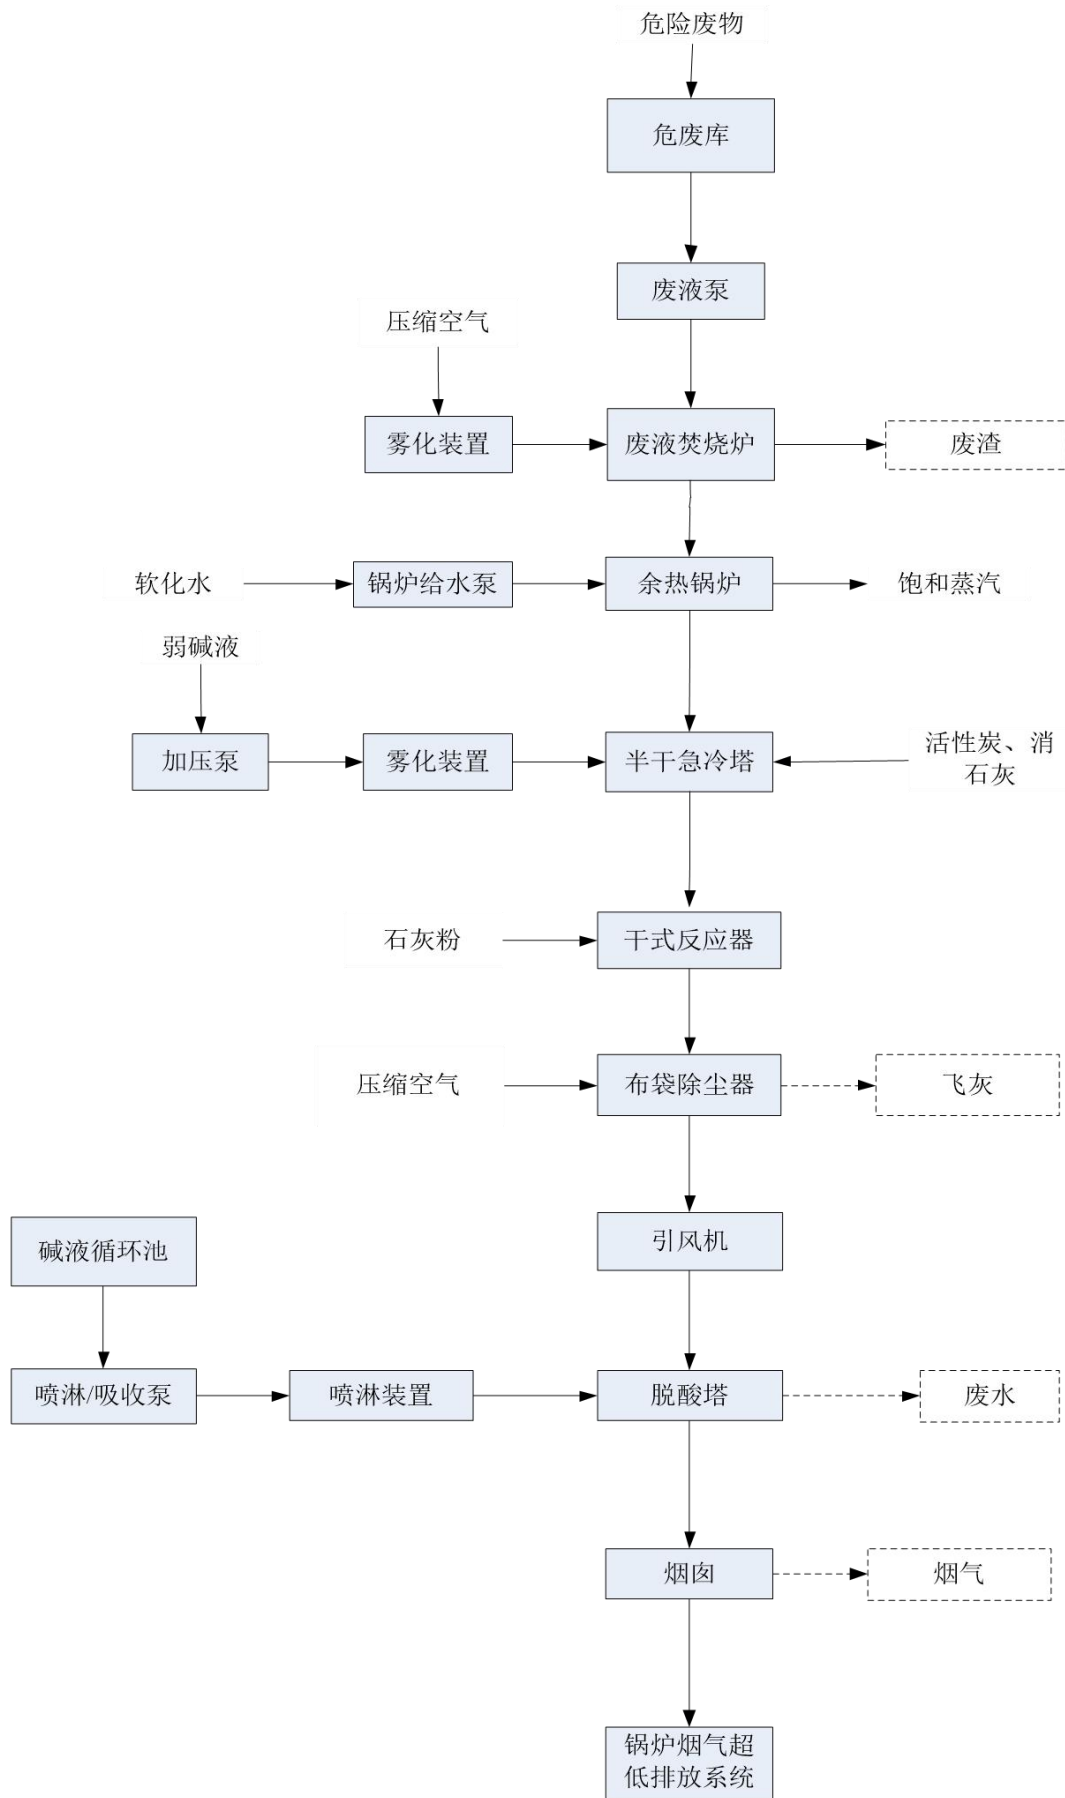 危险废物
危废库
废液泵
压缩空气
雾化装置
废液焚烧炉
废渣
软化水
锅炉给水泵
余热锅炉
饱和蒸汽
弱碱液
加压泵
雾化装置
半干急冷塔
活性炭、消
石灰
石灰粉
干式反应器
压缩空气
布袋除尘器
飞灰
碱液循环池
引风机
喷淋/吸收泵
喷淋装置
脱酸塔
废水
烟囱
烟气
锅炉烟气超
低排放系统